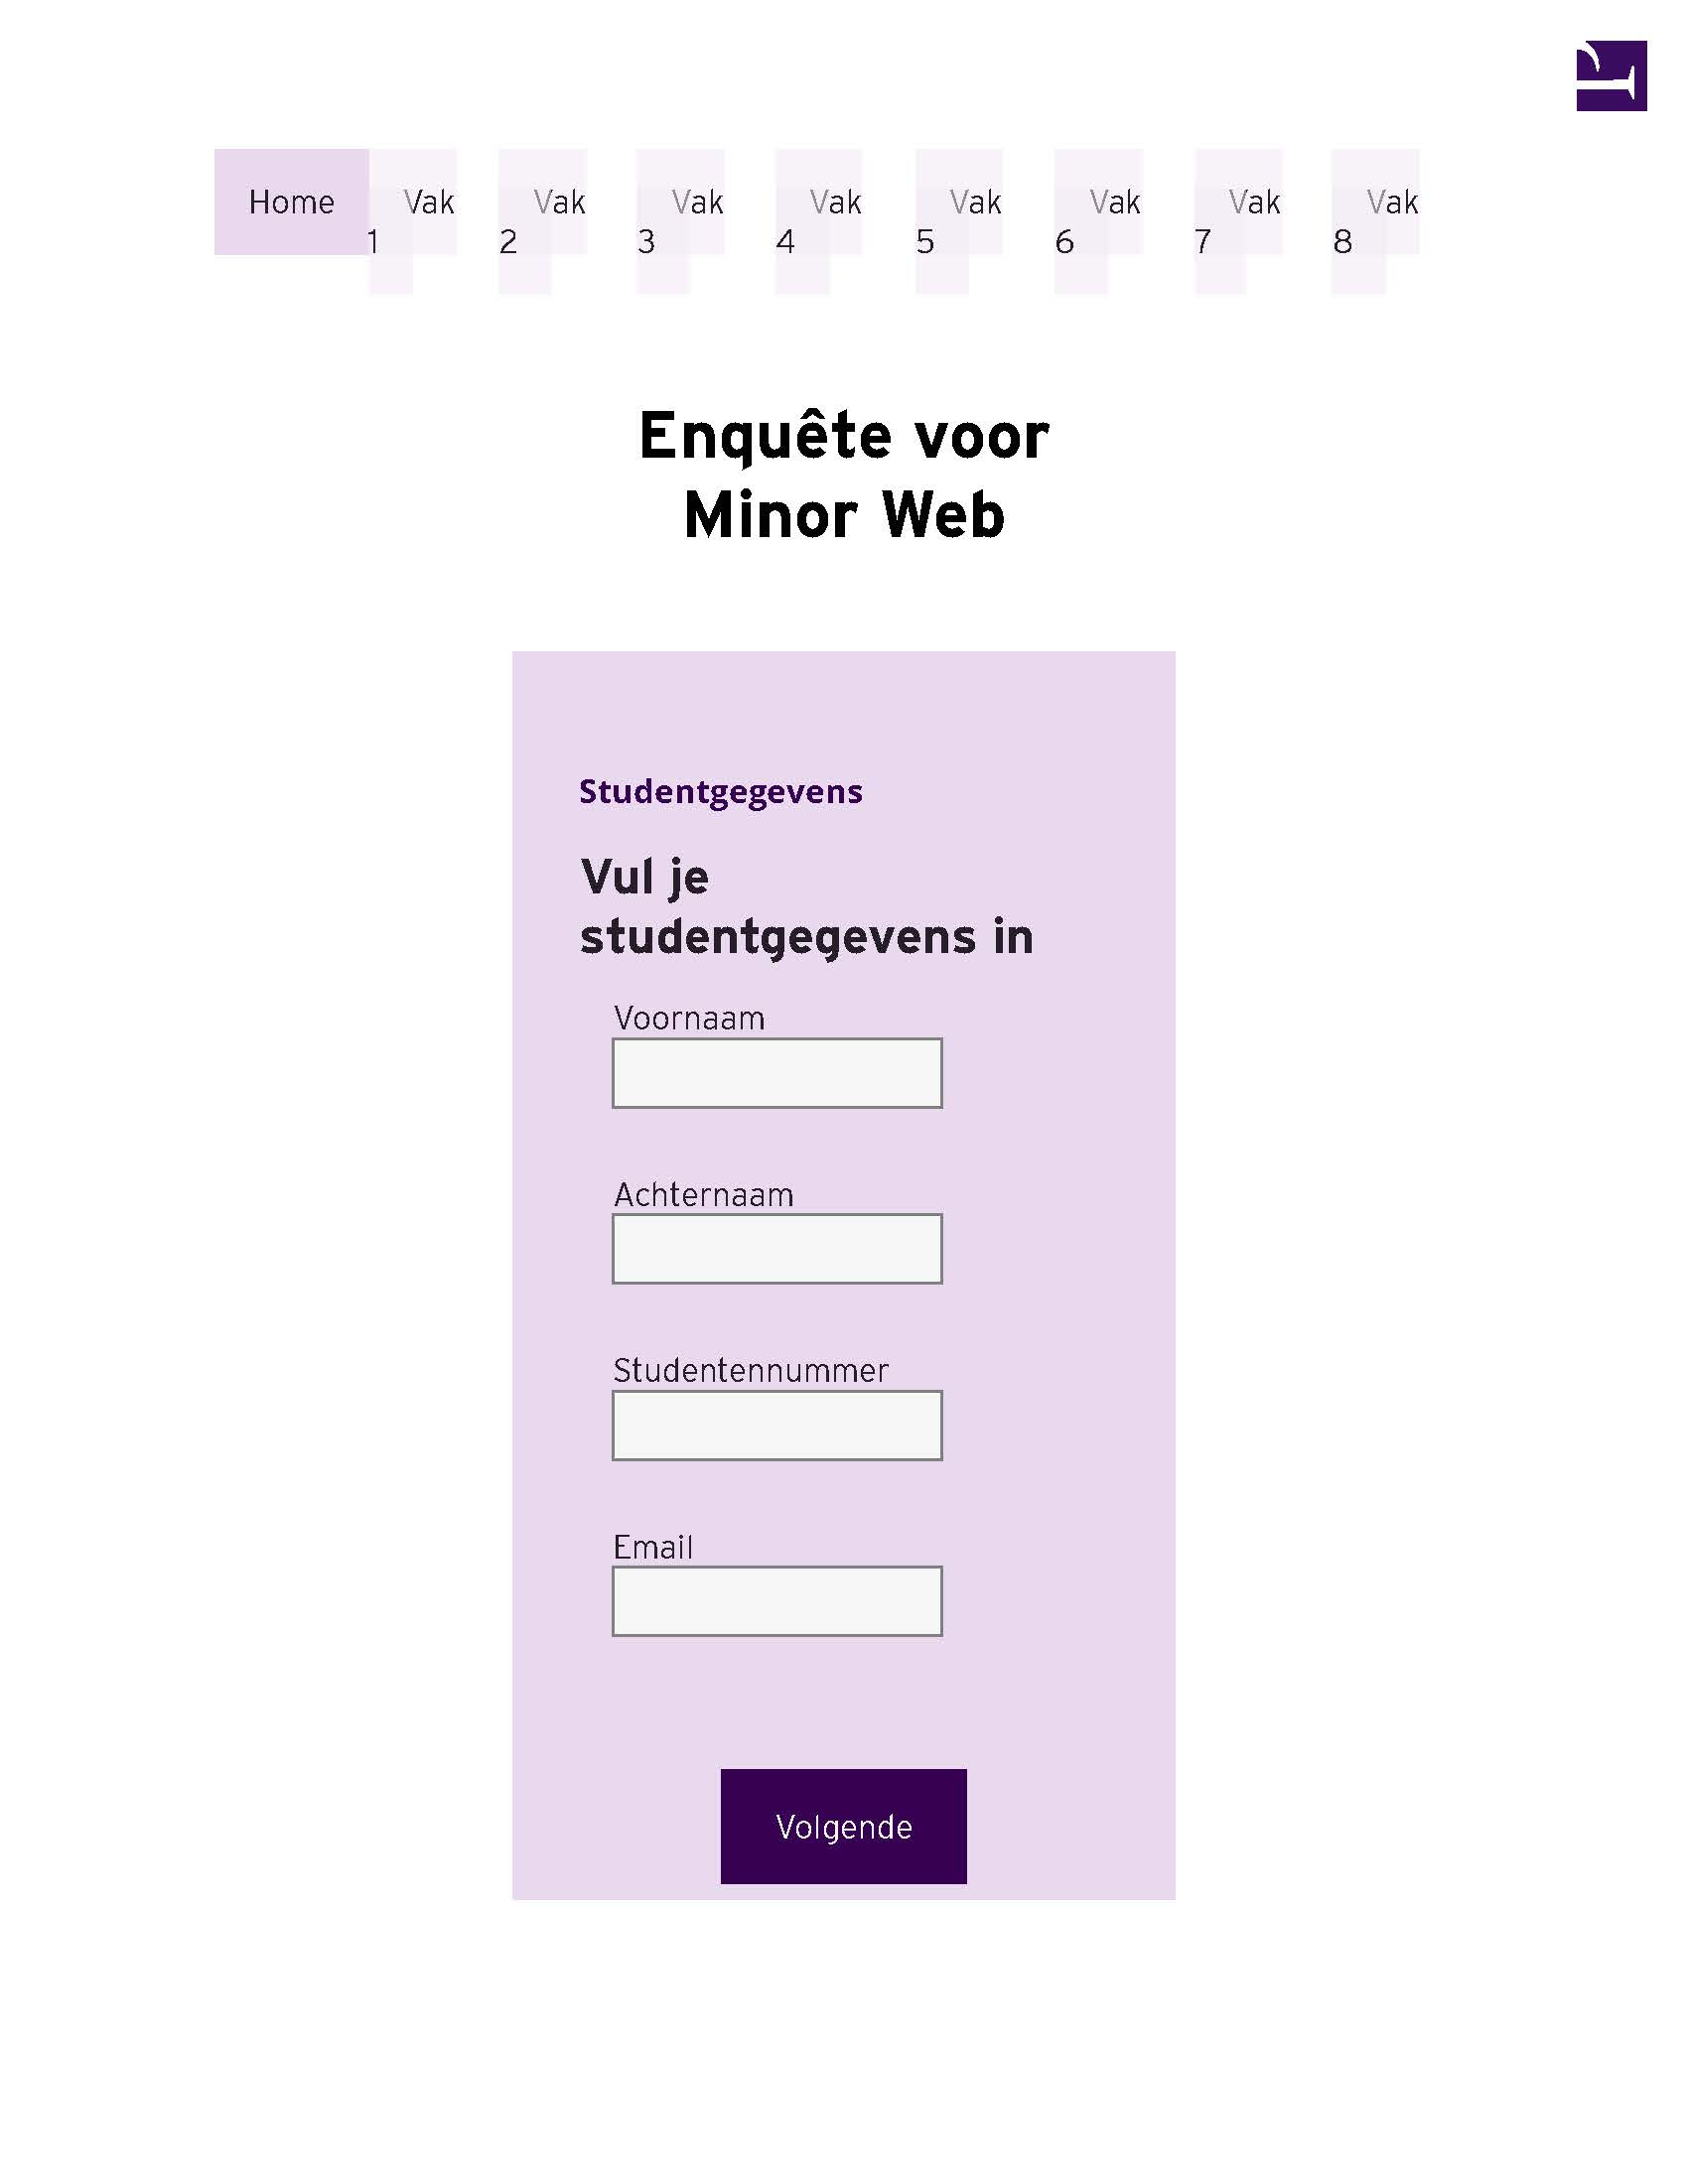 Home Vak Vak Vak Vak Vak Vak Vak Vak
1 2 3 4 5 6 7 8
Enquête voor
Minor Web
Studentgegevens
Vul je
studentgegevens in
Voornaam
Achternaam
Studentennummer
Email
Volgende